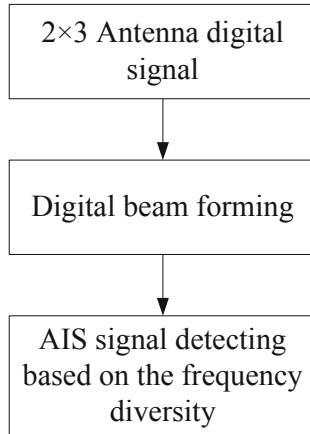 2×3 Antenna digital
signal
Digital beam forming
AIS signal detecting
based on the frequency
diversity